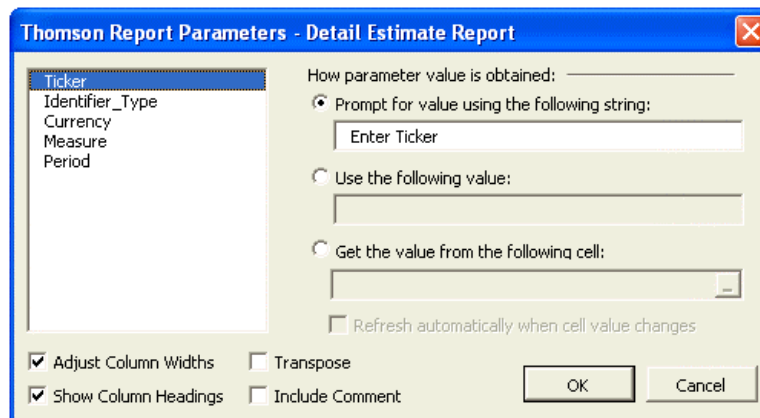 Thomson Report Parameters - Detail Estimate Report
Ticker
Identifier_Type
Currency
Measure
Period
How parameter value is obtained:
Prompt for value using the following string:
Enter Ticker
Use the following value:
Get the value from the following cell:
...
Refresh automatically when cell value changes
Adjust Column Widths
Transpose
Show Column Headings
Include Comment
OK
Cancel